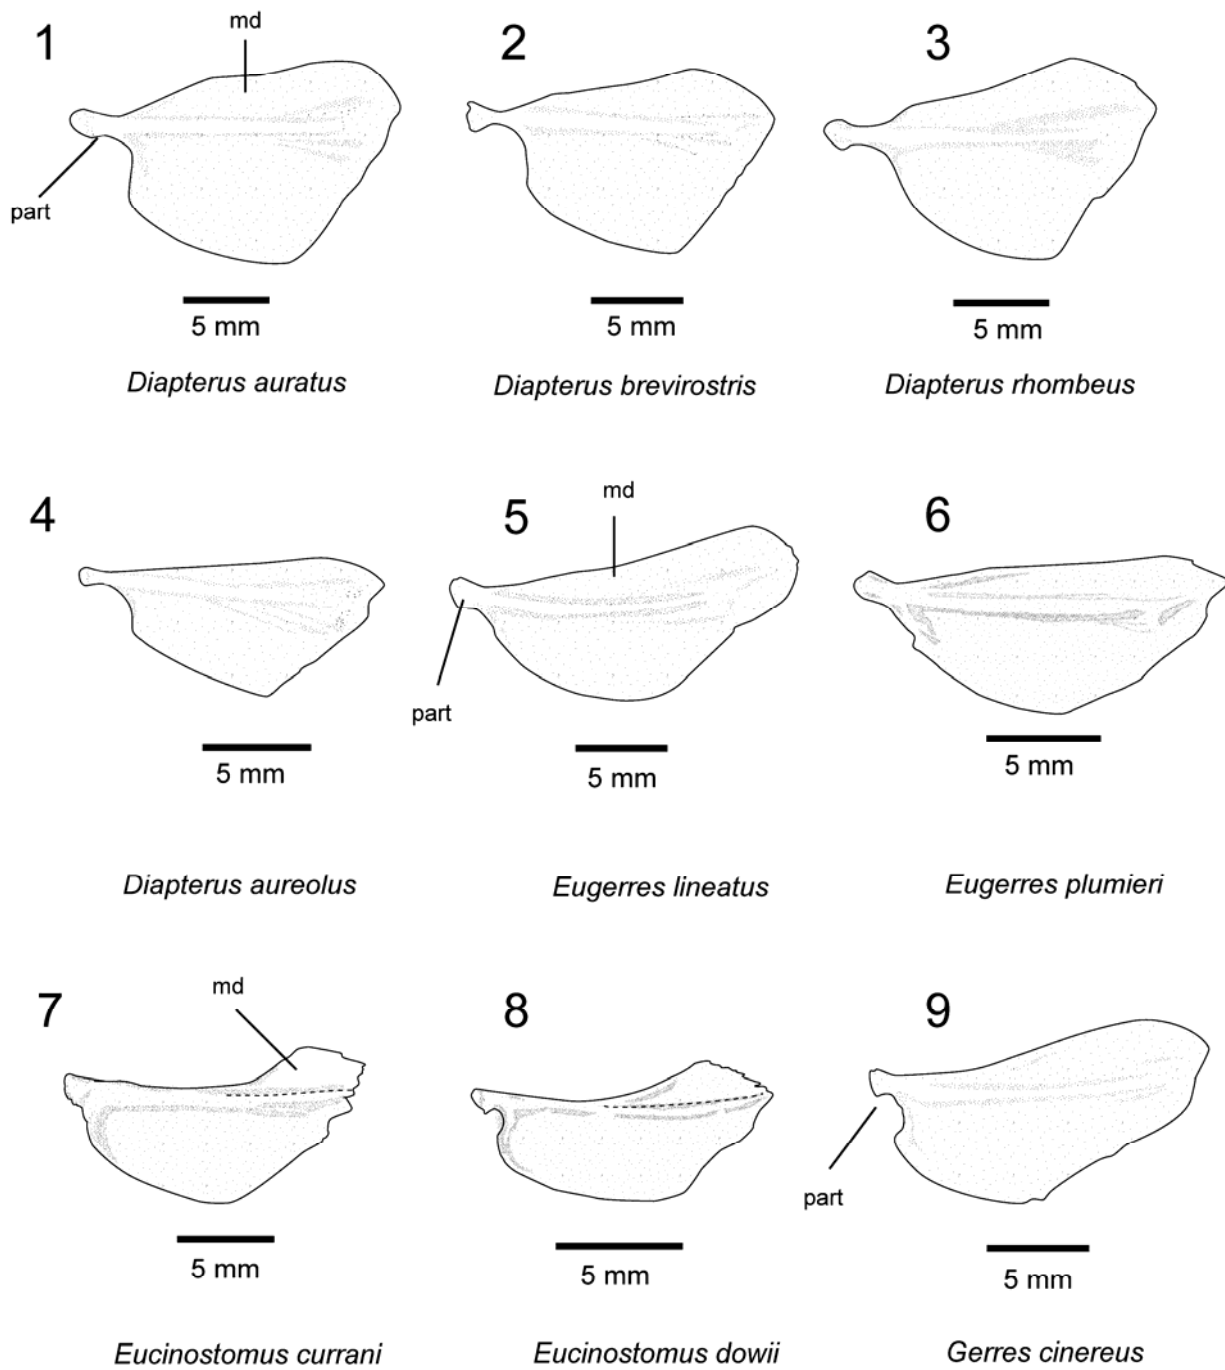 1
md
2
3
part
5 mm
5 mm
5 mm
Diapterus auratus
Diapterus brevirostris
Diapterus rhombeus
4
md
5
6
part
5 mm
5 mm
5 mm
Diapterus aureolus
Eugerres lineatus
Eugerres plumieri
7
md
8
9
part
5 mm
5 mm
5 mm
Eucinostomus currani
Eucinostomus dowii
Gerres cinereus